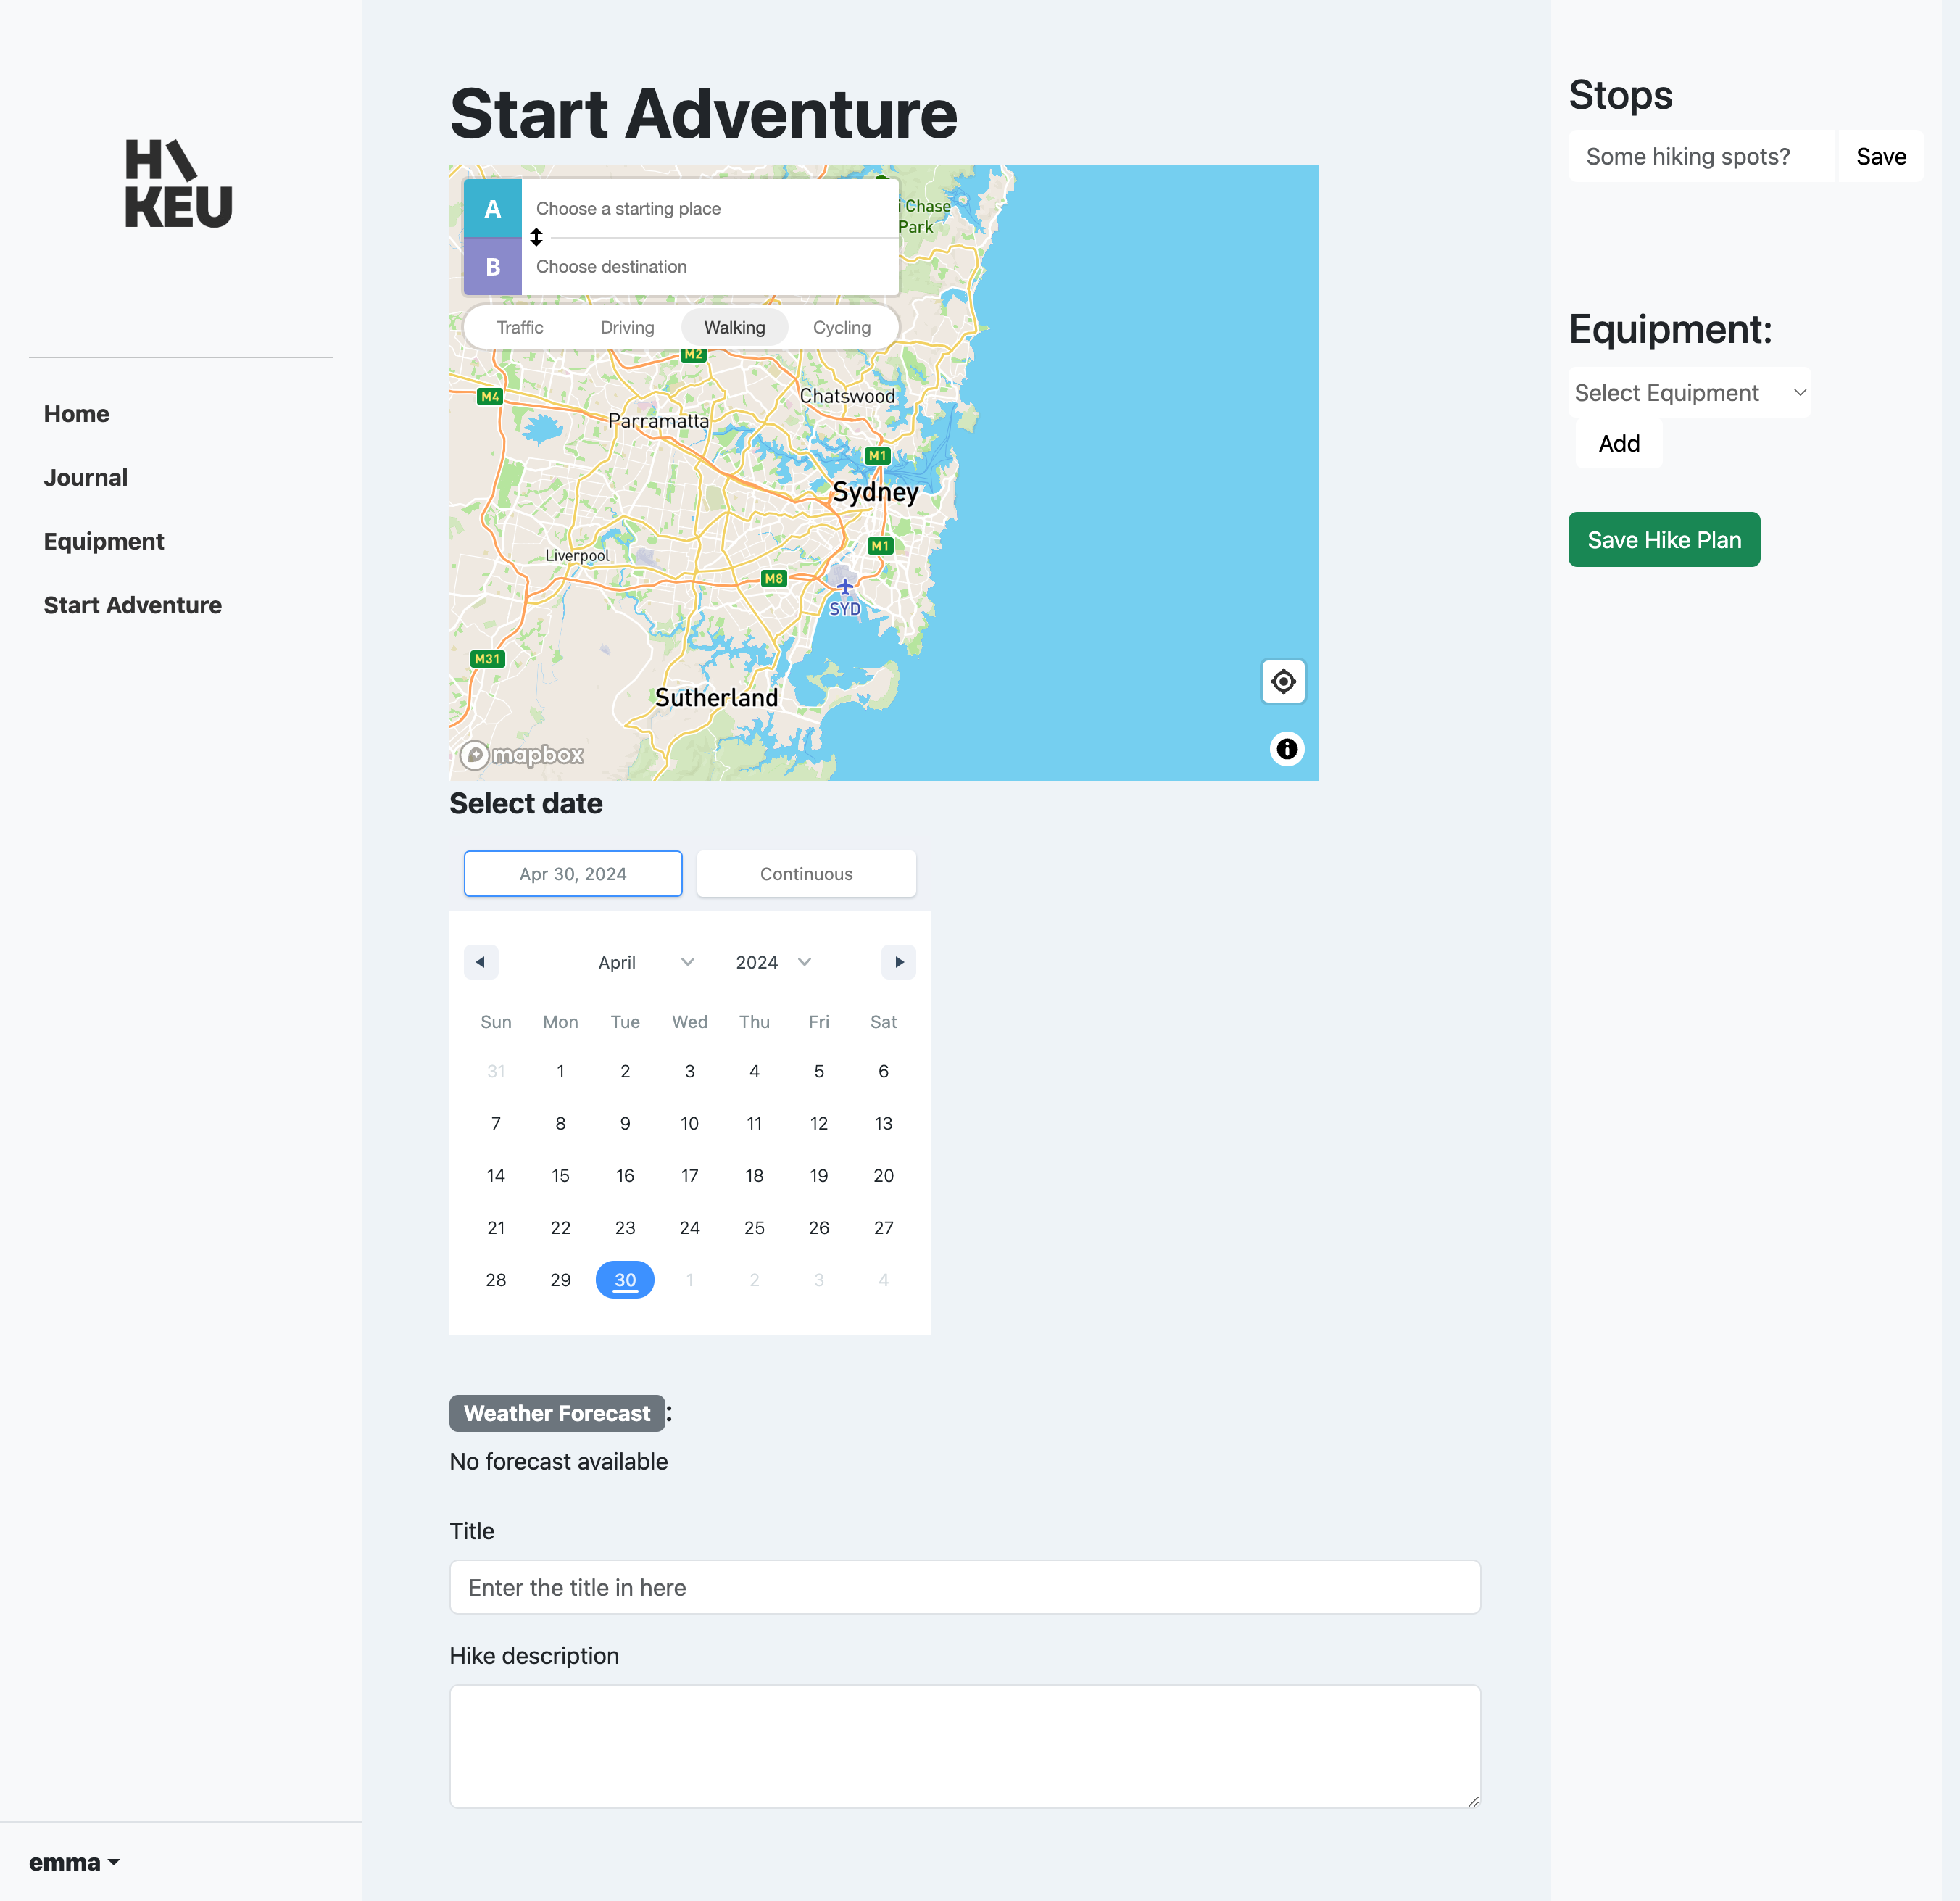 H\
KEU
Home
Journal
Equipment
Start Adventure
emma
Start Adventure
A Choose a starting place
B Choose destination
Traffic Driving Walking Cycling
i Chase
Park
M2
M4
Chatswood
Parramatta
M1
Sydney
M1
Liverpool
M8
SYD
M31
Sutherland
mapbox
Select date
Apr 30, 2024 Continuous
April 2024
Sun Mon Tue Wed Thu Fri Sat
31 1 2 3 4 5 6
7 8 9 10 11 12 13
14 15 16 17 18 19 20
21 22 23 24 25 26 27
28 29 30 1 2 3 4
Weather Forecast :
No forecast available
Title
Enter the title in here
Hike description
Stops
Some hiking spots? Save
Equipment:
Select Equipment
Add
Save Hike Plan